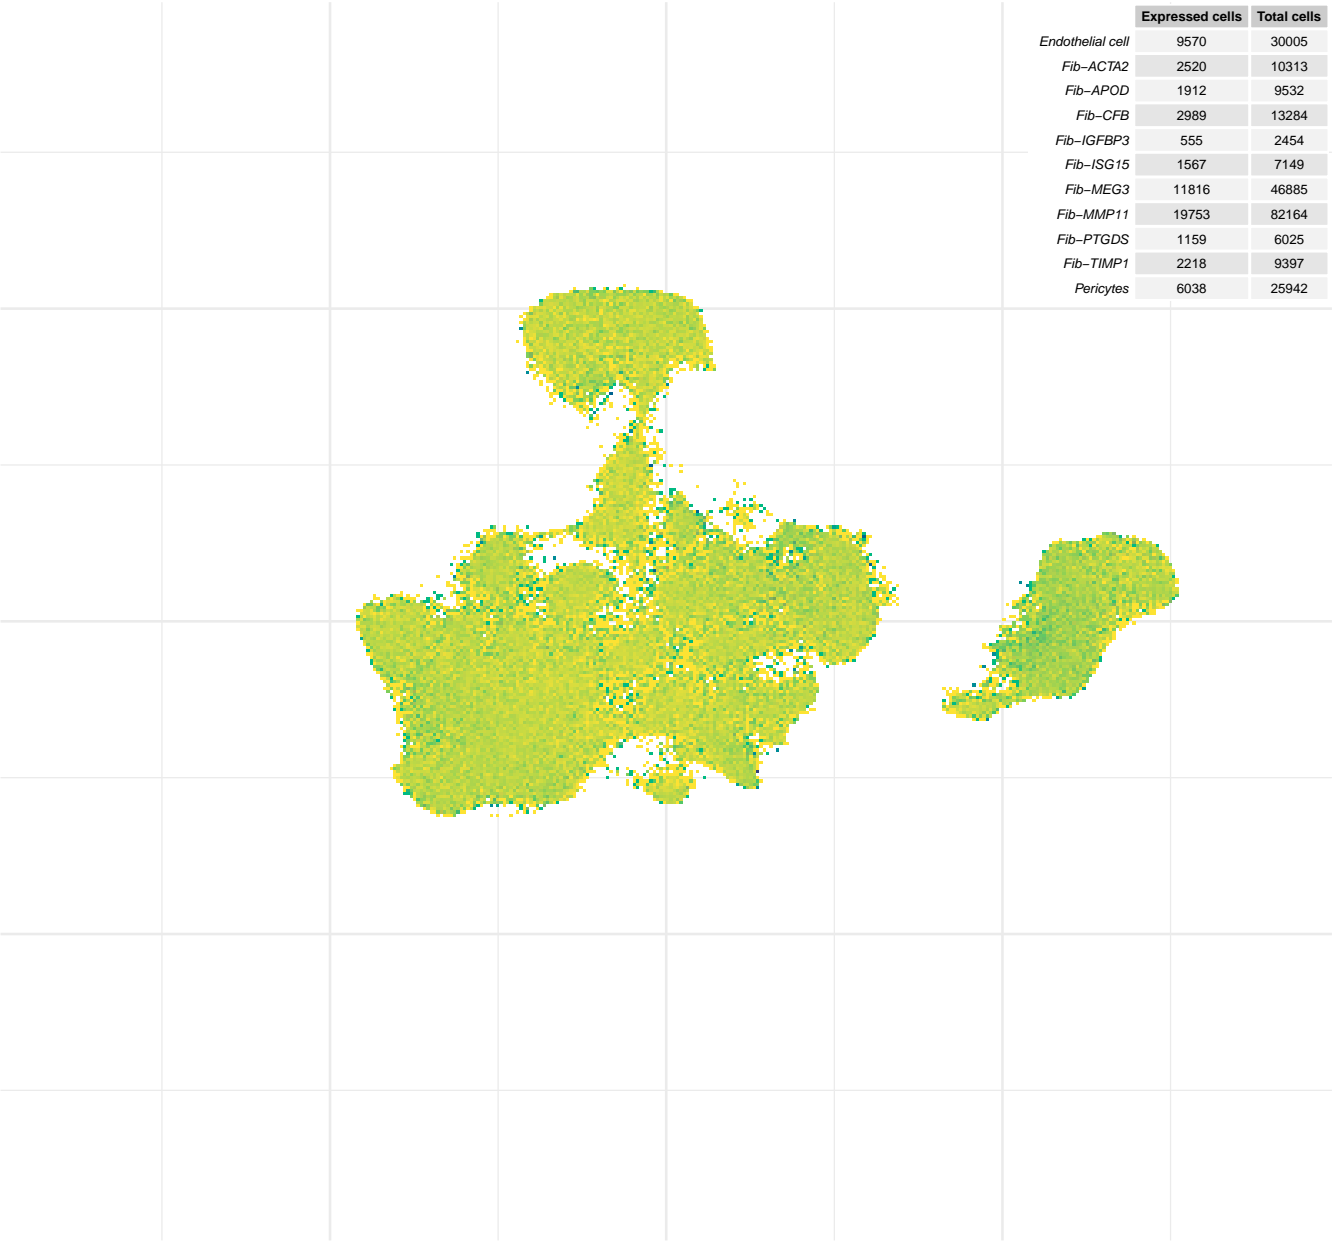 Expressed cells Total cells
Endothelial cell 9570 30005
Fib−ACTA2 2520 10313
Fib−APOD 1912 9532
Fib−CFB 2989 13284
Fib−IGFBP3 555 2454
Fib−ISG15 1567 7149
Fib−MEG3 11816 46885
Fib−MMP11 19753 82164
Fib−PTGDS 1159 6025
Fib−TIMP1 2218 9397
Pericytes 6038 25942